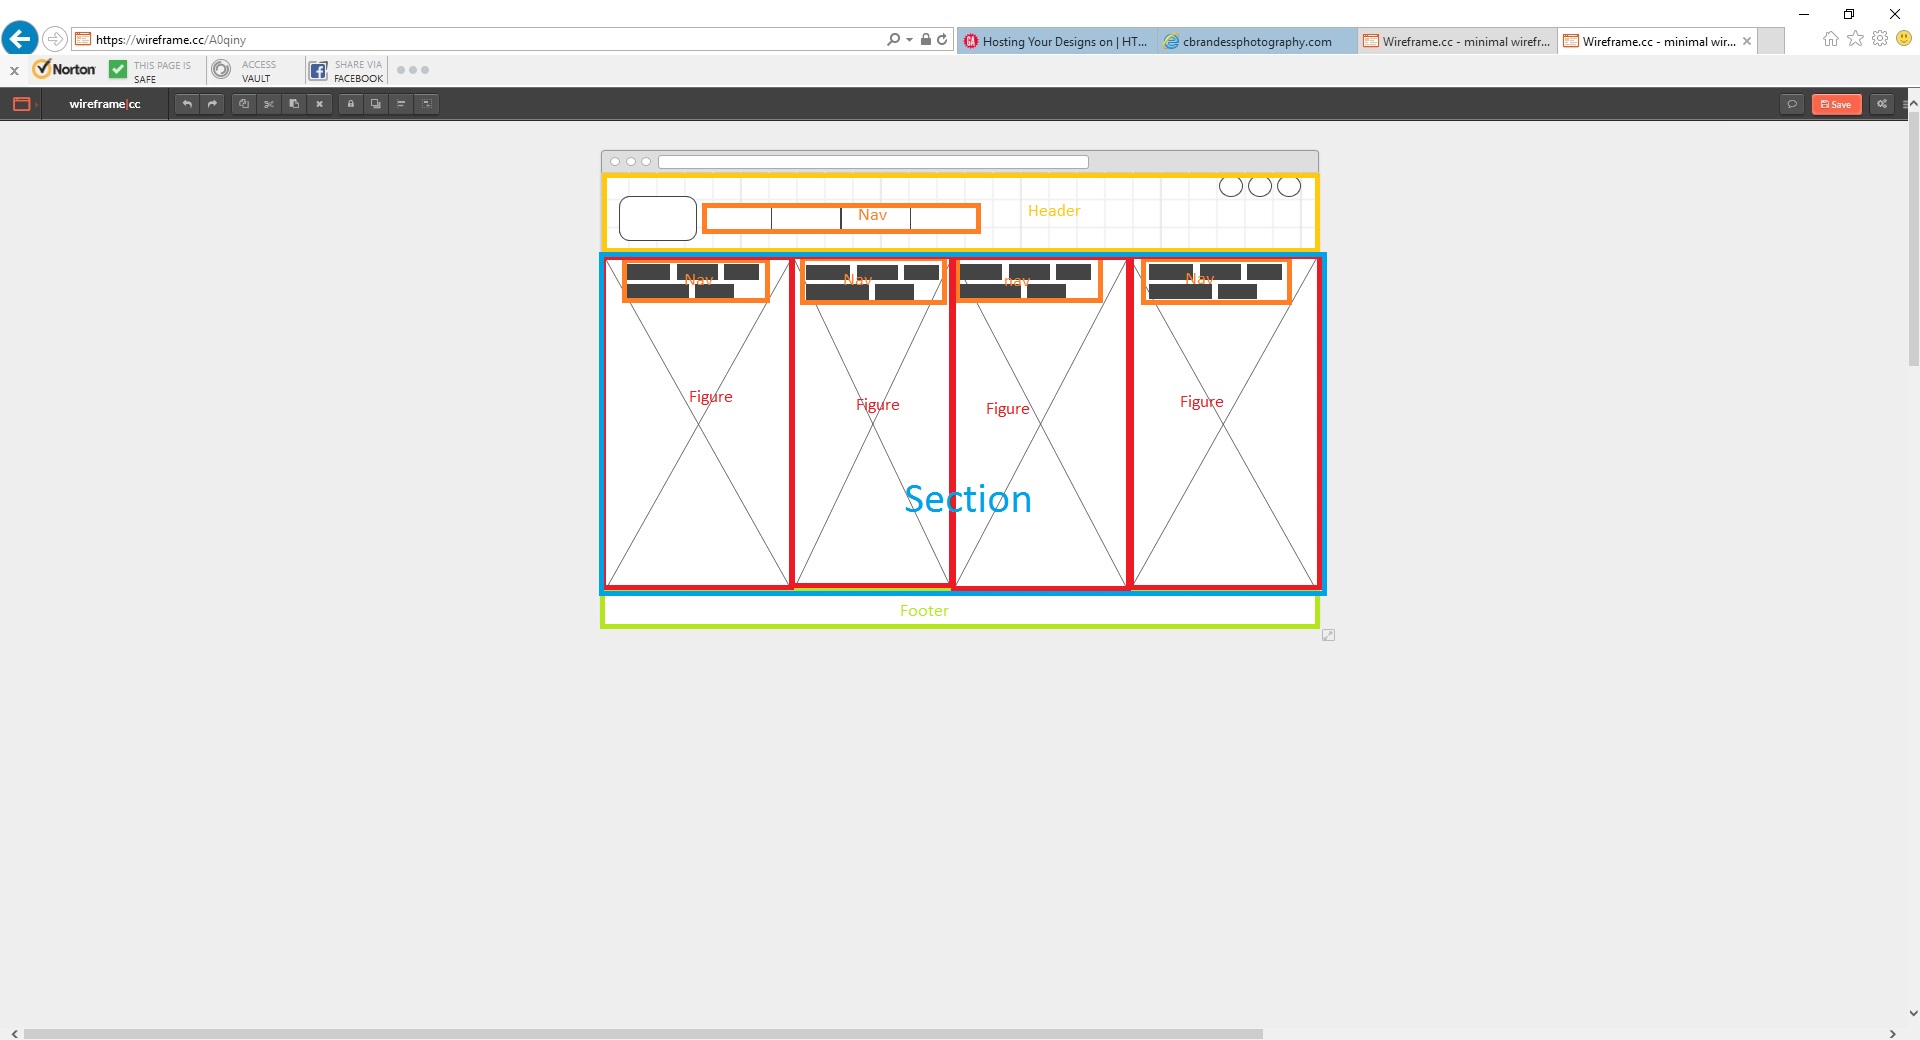 https://wireframe.cc/A0qiny
Hosting Your Designs on | HT...
cbrandessphotography.com
Wireframe.cc - minimal wirefr...
Wireframe.cc - minimal wir...
x
Norton
THIS PAGE IS
SAFE
ACCESS
VAULT
SHARE VIA
FACEBOOK
wireframe|cc
Save
Nav
Header
Nav
Nav
nav
Nav
Figure
Figure
Figure
Figure
Section
Footer